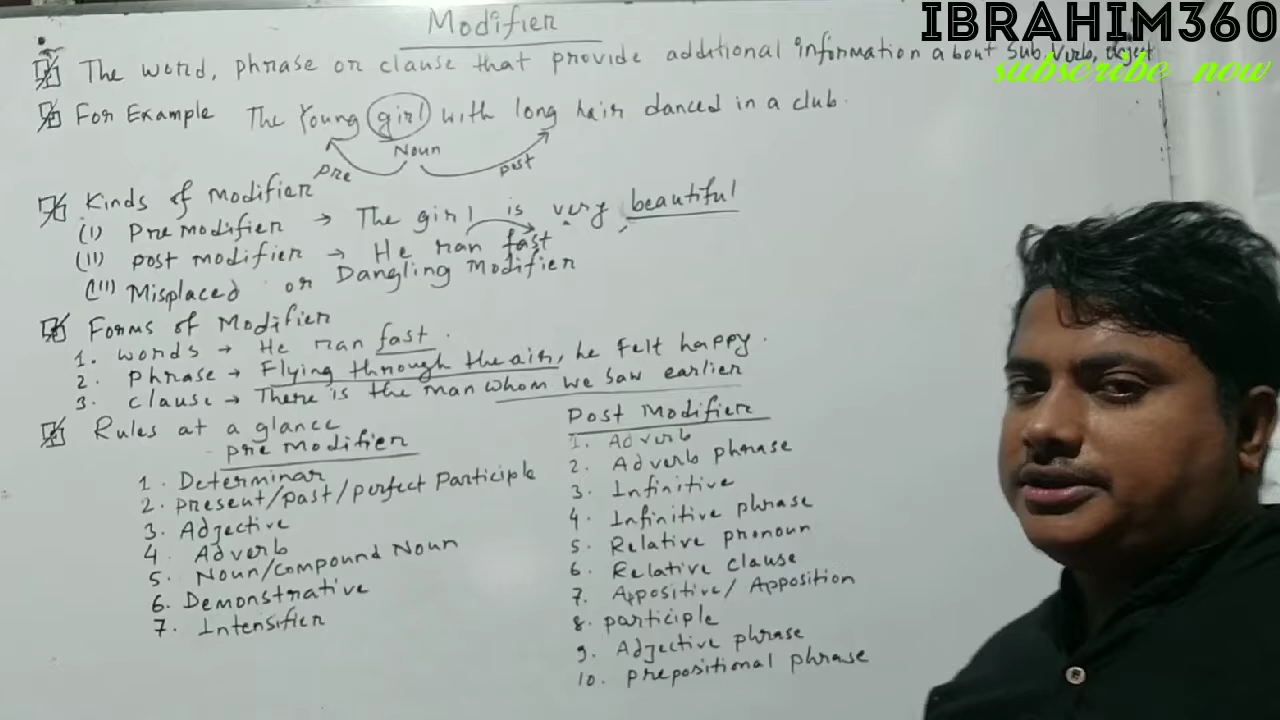 IBRAHIM360
subscribe now
Modifier
The word, phrase or clause that provide additional information about Sub, Verb, object
For Example The Young girl with long hair danced in a club.
Noun
pre
post
Kinds of Modifier
(i) Pre modifier → The girl is very beautiful
(ii) post modifier → He ran fast
(iii) Misplaced or Dangling Modifier
Forms of Modifier
1. words → He ran fast.
2. phrase → Flying through the air, he felt happy.
3. clause → There is the man whom we saw earlier
Rules at a glance
pre Modifier
1. Determinar
2. present/past/perfect Participle
3. Adjective
4. Adverb
5. Noun/compound Noun
6. Demonstrative
7. Intensifier
Post Modifier
1. Adverb
2. Adverb phrase
3. Infinitive
4. Infinitive phrase
5. Relative pronoun
6. Relative clause
7. Appositive/Apposition
8. participle
9. Adjective phrase
10. prepositional phrase